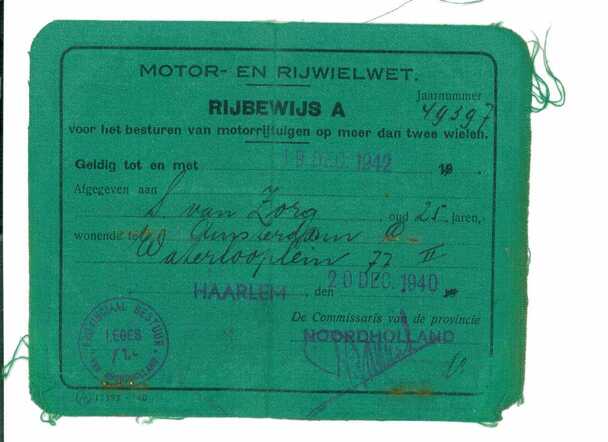 MOTOR- EN RIJWIELWET.
Jaarnummer
49397
RIJBEWIJS A
voor het besturen van motorrijtuigen op meer dan twee wielen.
Geldig tot en met 19 DEC. 1942 19 .
Afgegeven aan
S. van Zorg , oud 25 jaren,
wonende te Amsterdam
Waterlooplein 77 II
HAARLEM , den 20 DEC. 1940 19
De Commissaris van de provincie
NOORDHOLLAND
PROVINCIAAL BESTUUR VAN NOORDHOLLAND
LEGES
f 1.-